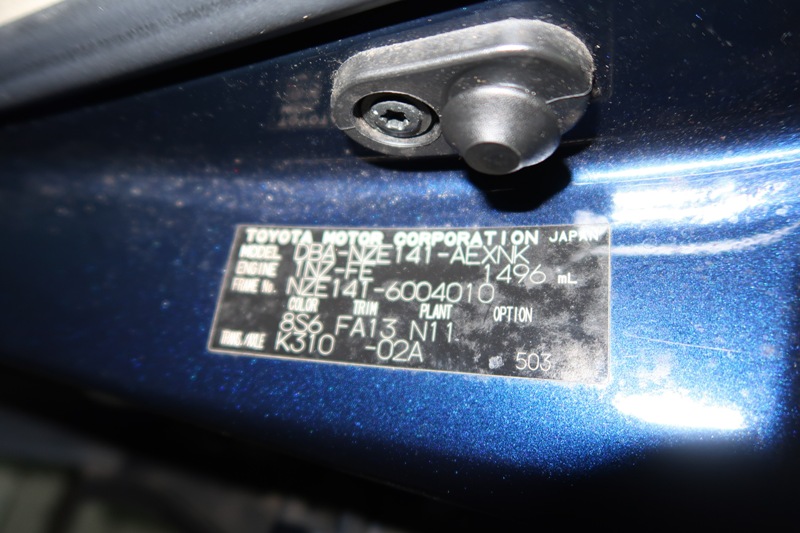 TOYOTA MOTOR CORPORATION JAPAN
MODEL DBA-NZE141-AEXNK
ENGINE 1NZ-FE 1496 mL
FRAME No. NZE141-6004010
COLOR TRIM PLANT OPTION
8S6 FA13 N11
TRANS./AXLE K310 -02A
503